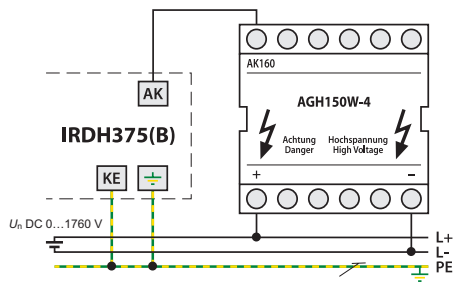 AK160
AGH150W-4
AK
IRDH375(B)
Achtung Hochspannung
Danger High Voltage
+ −
KE
Un DC 0...1760 V
L+
L-
PE